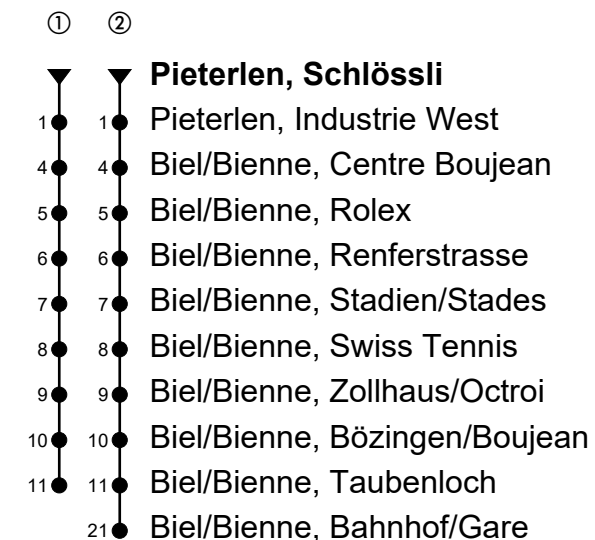 ① ②
Pieterlen, Schlössli
1 1 Pieterlen, Industrie West
4 4 Biel/Bienne, Centre Boujean
5 5 Biel/Bienne, Rolex
6 6 Biel/Bienne, Renferstrasse
7 7 Biel/Bienne, Stadien/Stades
8 8 Biel/Bienne, Swiss Tennis
9 9 Biel/Bienne, Zollhaus/Octroi
10 10 Biel/Bienne, Bözingen/Boujean
11 11 Biel/Bienne, Taubenloch
21 Biel/Bienne, Bahnhof/Gare